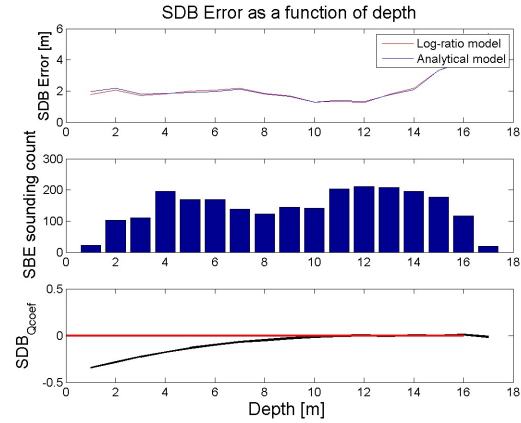 SDB Error as a function of depth
SDB Error [m]
6
4
2
0
Log-ratio model
Analytical model
0 2 4 6 8 10 12 14 16 18
SBE sounding count
300
200
100
0
0 2 4 6 8 10 12 14 16 18
SDB_Qcoef
0.5
0
-0.5
0 2 4 6 8 10 12 14 16 18
Depth [m]